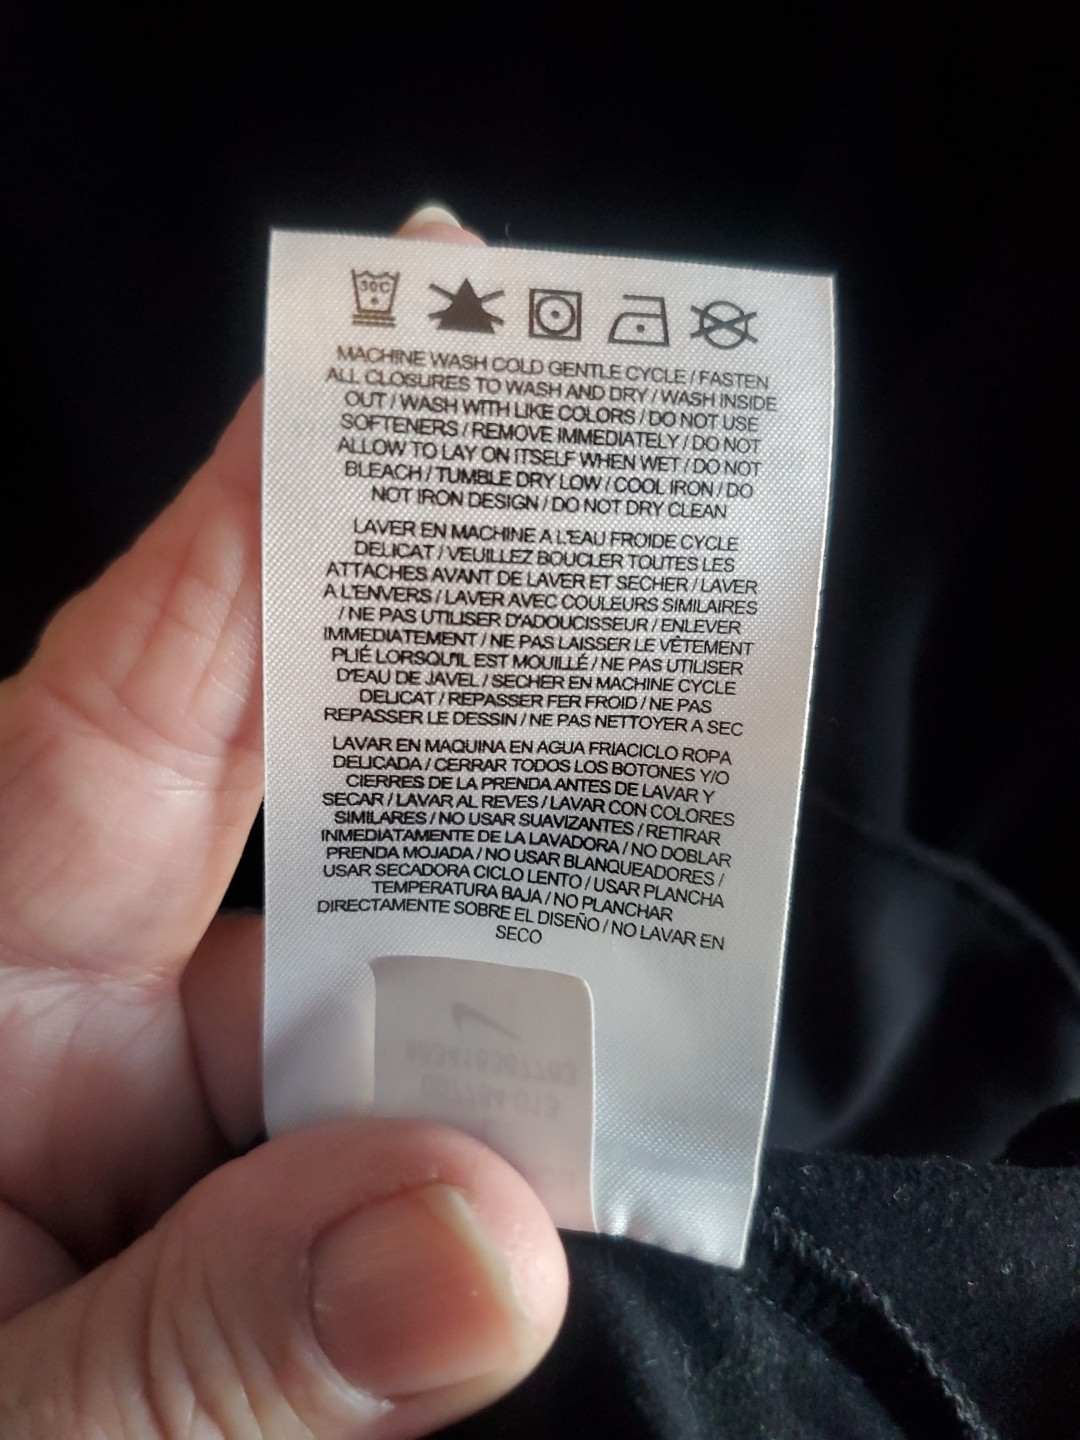 30C
MACHINE WASH COLD GENTLE CYCLE / FASTEN
ALL CLOSURES TO WASH AND DRY / WASH INSIDE
OUT / WASH WITH LIKE COLORS / DO NOT USE
SOFTENERS / REMOVE IMMEDIATELY / DO NOT
ALLOW TO LAY ON ITSELF WHEN WET / DO NOT
BLEACH / TUMBLE DRY LOW / COOL IRON / DO
NOT IRON DESIGN / DO NOT DRY CLEAN
LAVER EN MACHINE A L'EAU FROIDE CYCLE
DELICAT / VEUILLEZ BOUCLER TOUTES LES
ATTACHES AVANT DE LAVER ET SECHER / LAVER
A L'ENVERS / LAVER AVEC COULEURS SIMILAIRES
/ NE PAS UTILISER D'ADOUCISSEUR / ENLEVER
IMMEDIATEMENT / NE PAS LAISSER LE VÊTEMENT
PLIÉ LORSQU'IL EST MOUILLÉ / NE PAS UTILISER
D'EAU DE JAVEL / SECHER EN MACHINE CYCLE
DELICAT / REPASSER FER FROID / NE PAS
REPASSER LE DESSIN / NE PAS NETTOYER A SEC
LAVAR EN MAQUINA EN AGUA FRIACICLO ROPA
DELICADA / CERRAR TODOS LOS BOTONES Y/O
CIERRES DE LA PRENDA ANTES DE LAVAR Y
SECAR / LAVAR AL REVES / LAVAR CON COLORES
SIMILARES / NO USAR SUAVIZANTES / RETIRAR
INMEDIATAMENTE DE LA LAVADORA / NO DOBLAR
PRENDA MOJADA / NO USAR BLANQUEADORES /
USAR SECADORA CICLO LENTO / USAR PLANCHA
TEMPERATURA BAJA / NO PLANCHAR
DIRECTAMENTE SOBRE EL DISEÑO / NO LAVAR EN
SECO